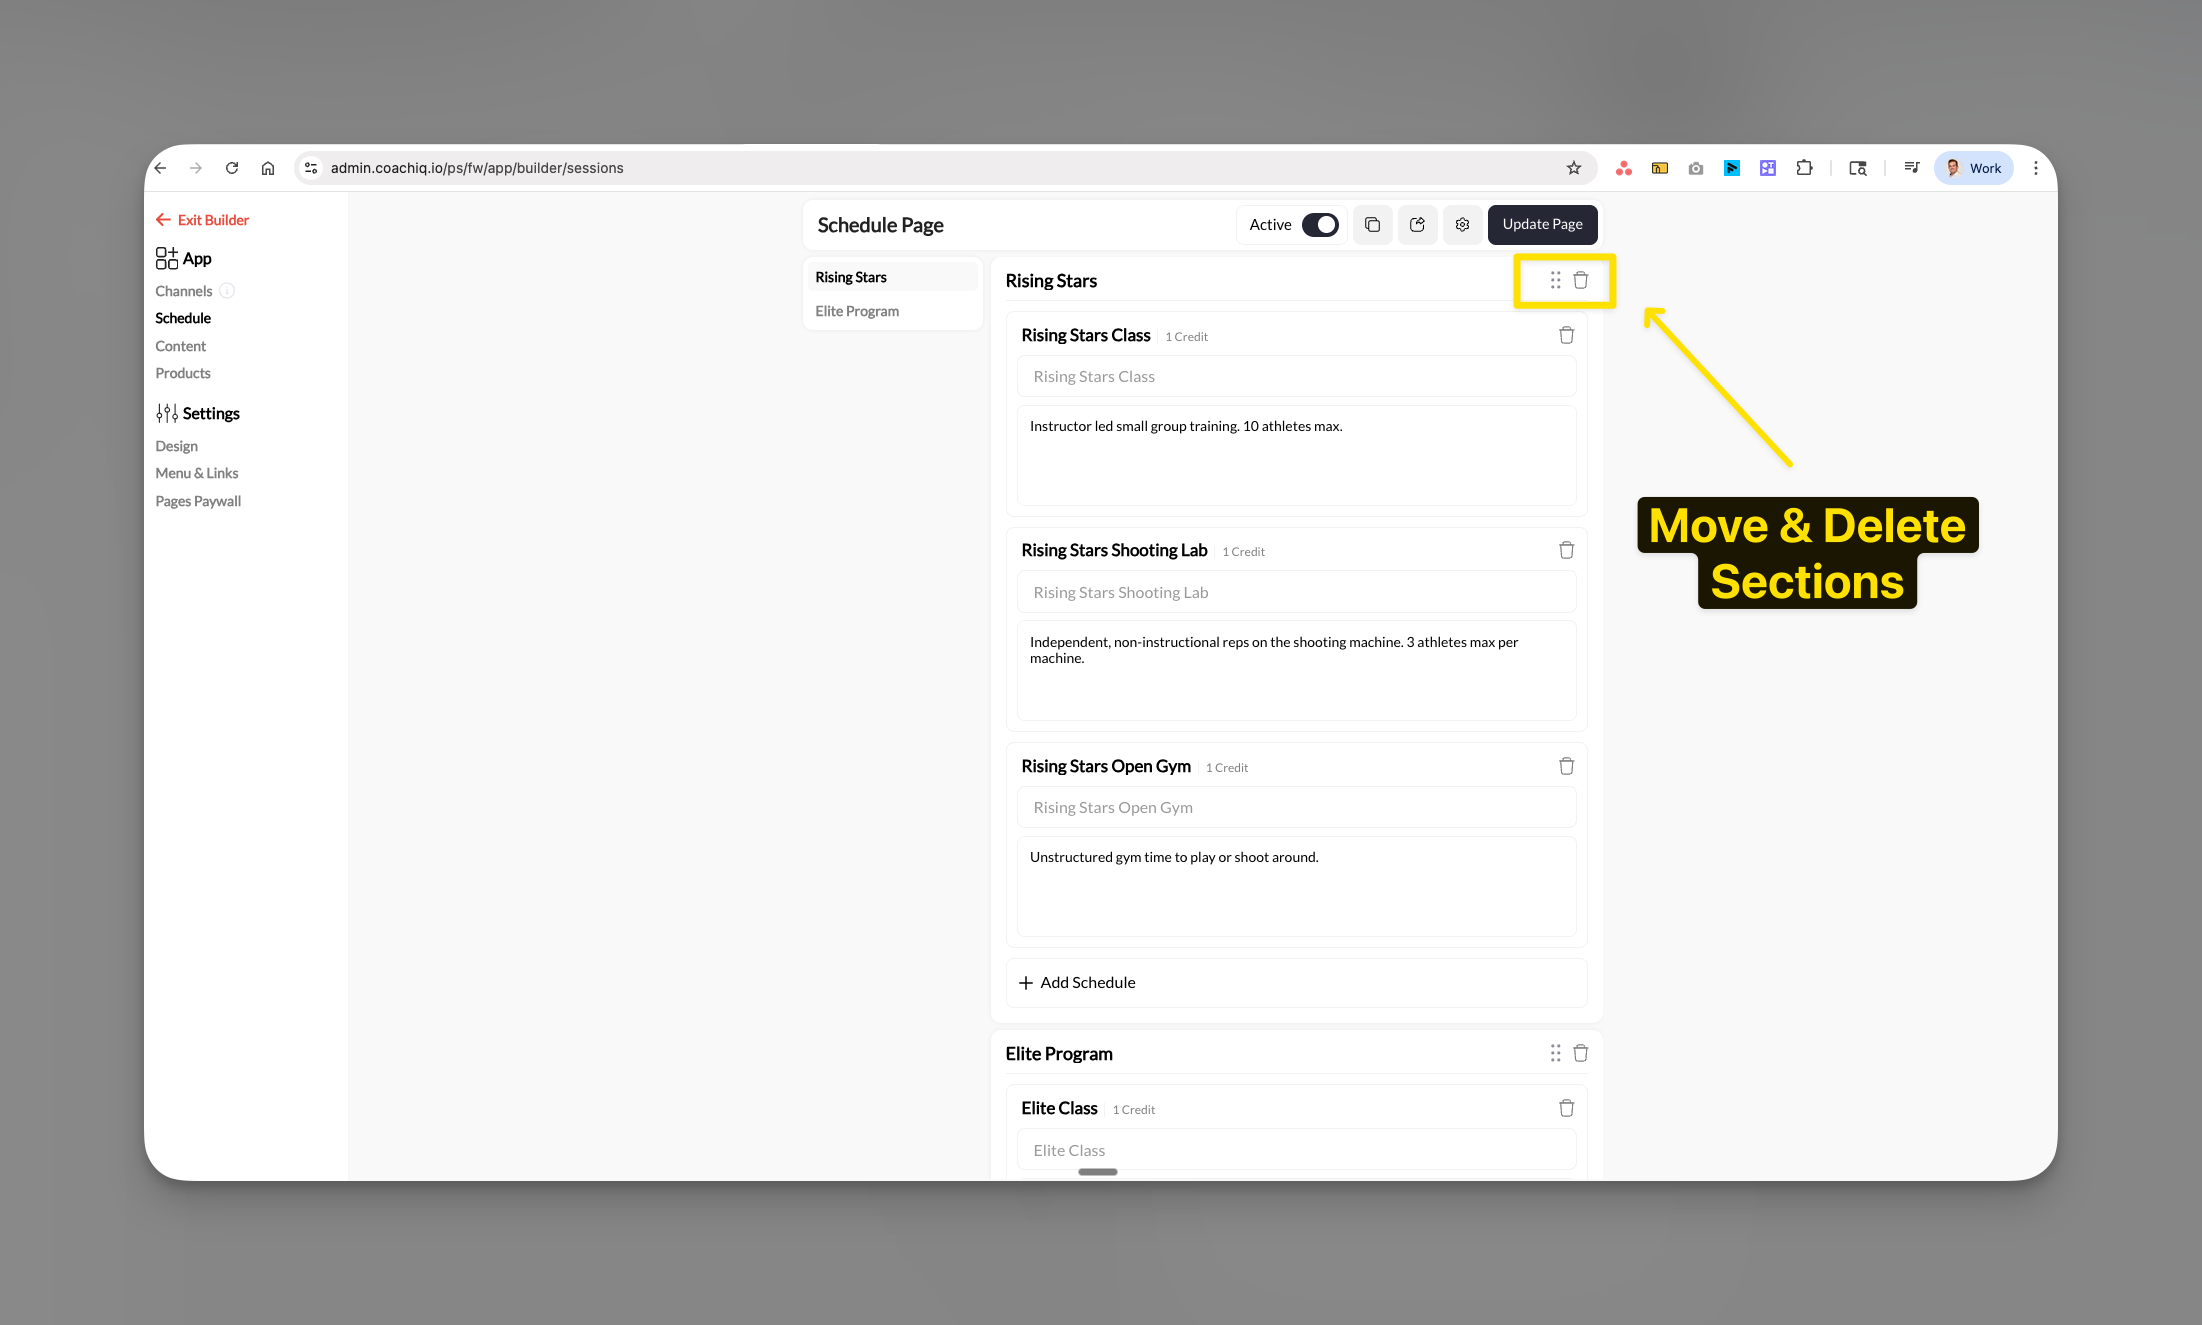 admin.coachiq.io/ps/fw/app/builder/sessions
Work
Exit Builder
App
Channels
Schedule
Content
Products
Settings
Design
Menu & Links
Pages Paywall
Schedule Page
Active
Update Page
Rising Stars
Elite Program
Rising Stars
Rising Stars Class
1 Credit
Rising Stars Class
Instructor led small group training. 10 athletes max.
Rising Stars Shooting Lab
1 Credit
Rising Stars Shooting Lab
Independent, non-instructional reps on the shooting machine. 3 athletes max per
machine.
Rising Stars Open Gym
1 Credit
Rising Stars Open Gym
Unstructured gym time to play or shoot around.
Add Schedule
Elite Program
Elite Class
1 Credit
Elite Class
Move & Delete
Sections